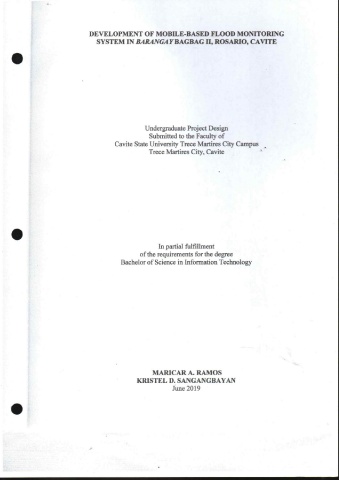 DEVELOPMENT OF MOBILE-BASED FLOOD MONITORING
SYSTEM IN BARANGAY BAGBAG II, ROSARIO, CAVITE
Undergraduate Project Design
Submitted to the Faculty of
Cavite State University Trece Martires City Campus
Trece Martires City, Cavite
In partial fulfillment
of the requirements for the degree
Bachelor of Science in Information Technology
MARICAR A. RAMOS
KRISTEL D. SANGANGBAYAN
June 2019